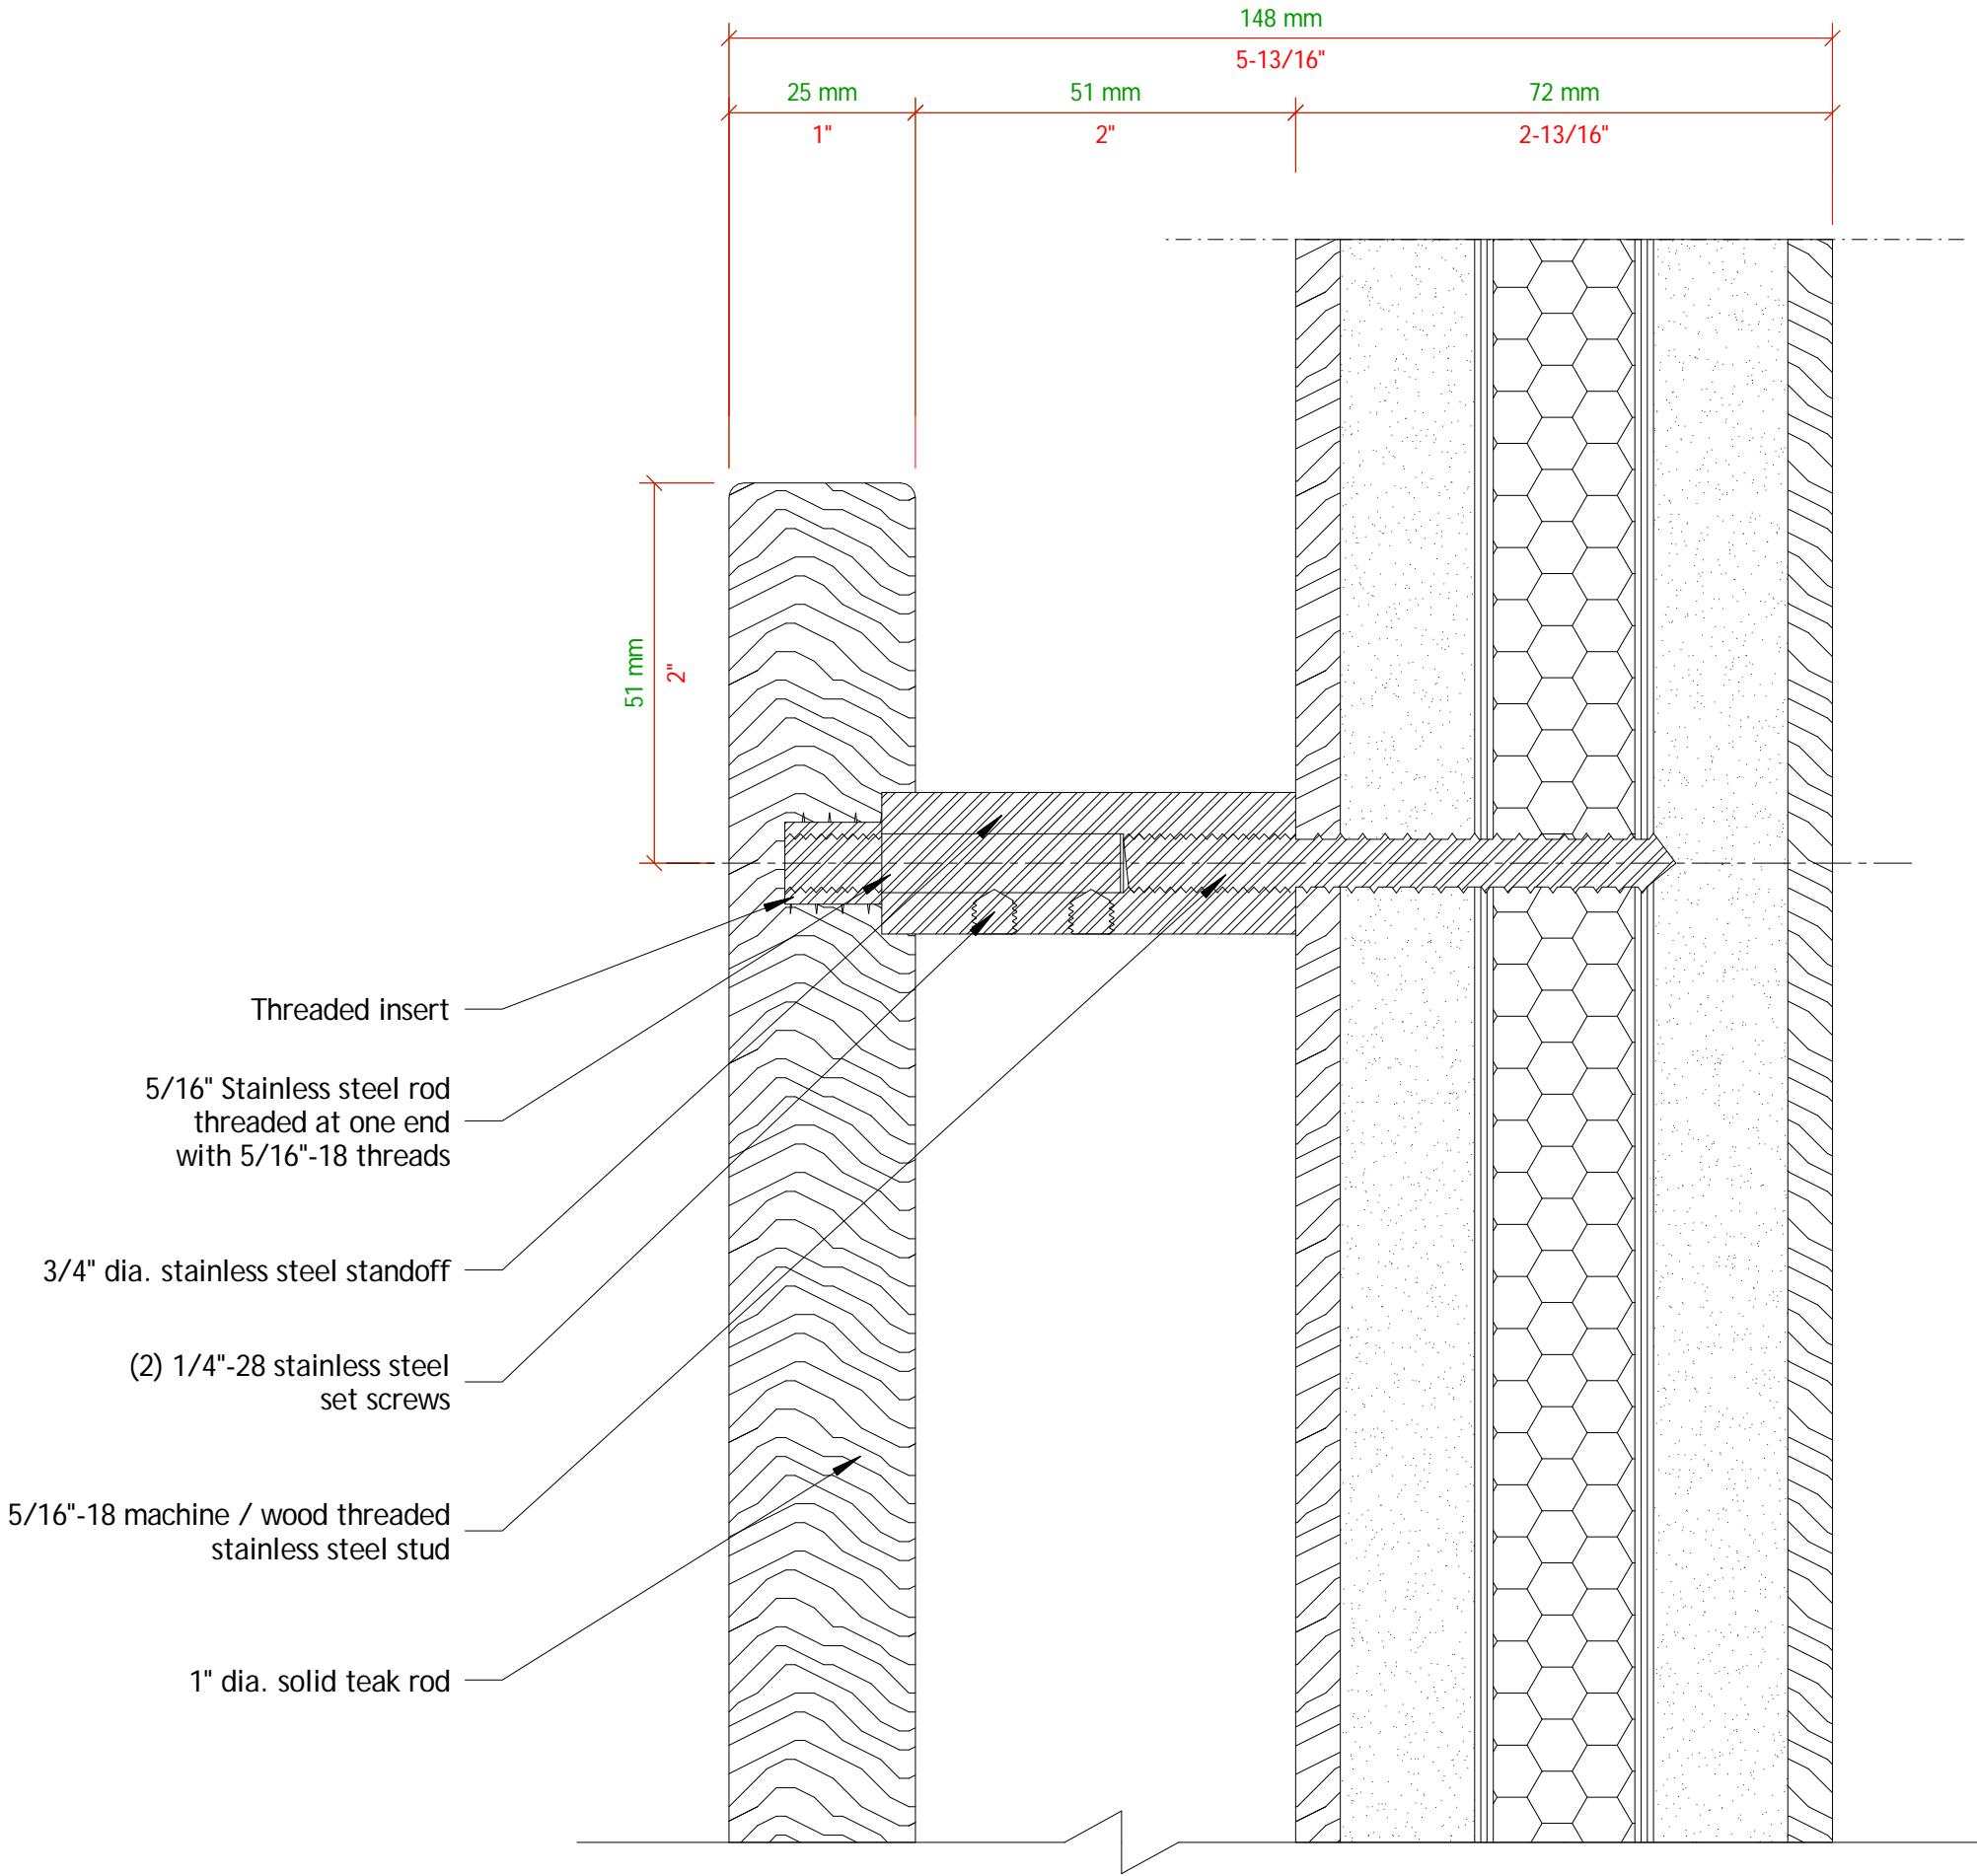 148 mm
5-13/16"
25 mm
51 mm
72 mm
1"
2"
2-13/16"
51 mm
2"
Threaded insert
5/16" Stainless steel rod
threaded at one end
with 5/16"-18 threads
3/4" dia. stainless steel standoff
(2) 1/4"-28 stainless steel
set screws
5/16"-18 machine / wood threaded
stainless steel stud
1" dia. solid teak rod